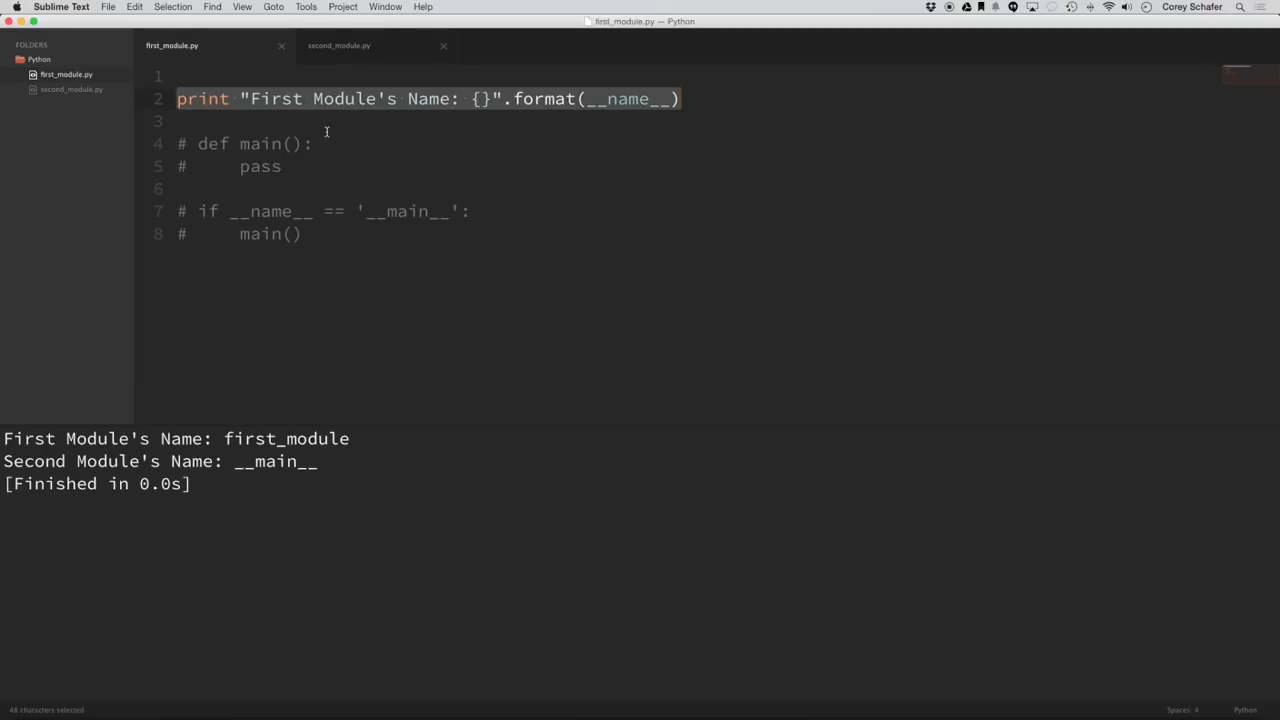 Sublime Text File Edit Selection Find View Goto Tools Project Window Help Corey Schafer
first_module.py — Python
FOLDERS
Python
first_module.py
second_module.py
first_module.py second_module.py
1
2 print "First Module's Name: {}".format(__name__)
3
4 # def main():
5 #     pass
6
7 # if __name__ == '__main__':
8 #     main()
First Module's Name: first_module
Second Module's Name: __main__
[Finished in 0.0s]
48 characters selected Spaces: 4 Python